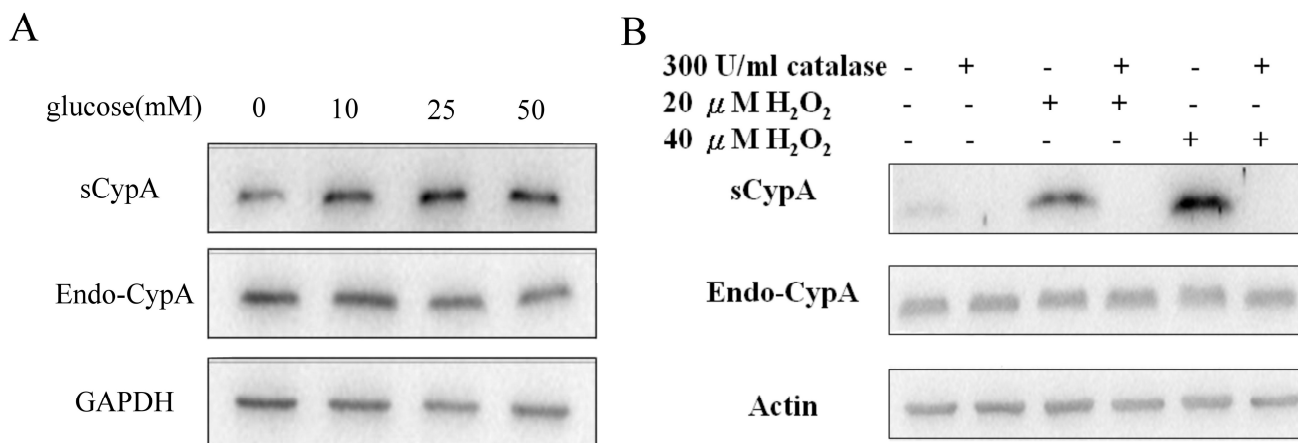 A
glucose(mM) 0 10 25 50
sCypA
Endo-CypA
GAPDH
B
300 U/ml catalase - + - + - +
20 μM H₂O₂ - - + + - -
40 μM H₂O₂ - - - - + +
sCypA
Endo-CypA
Actin